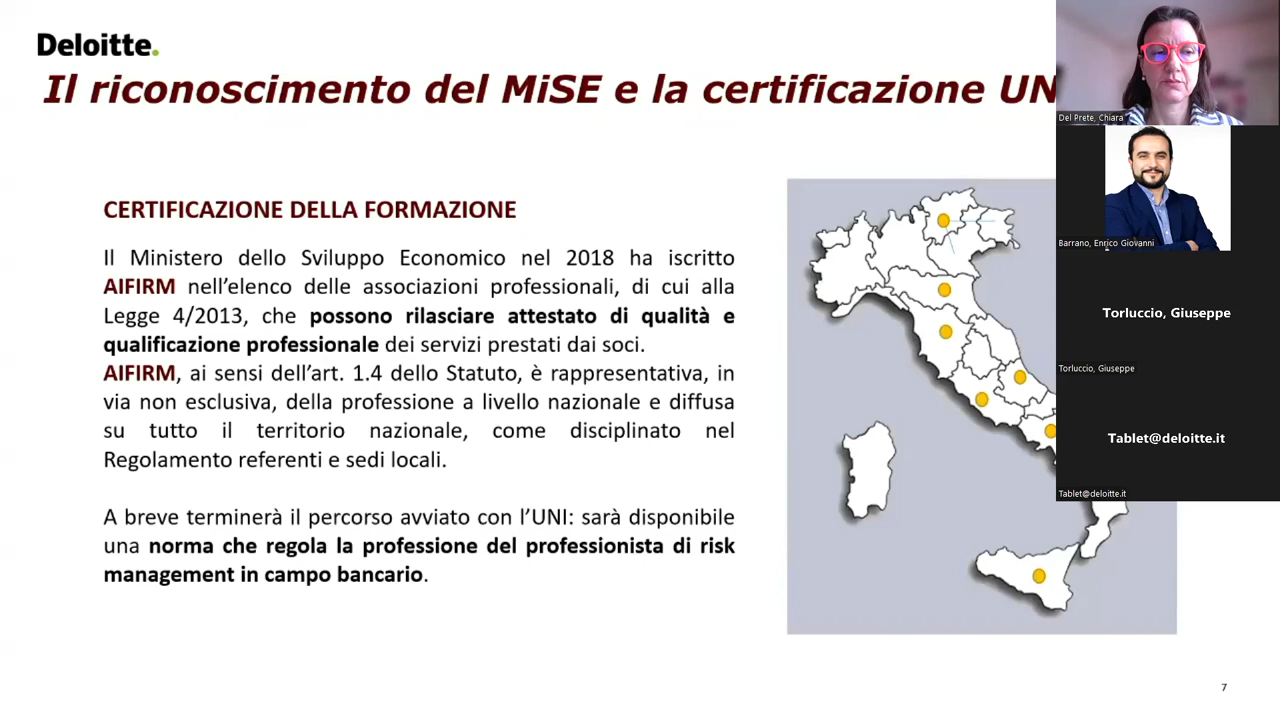 Deloitte.
Il riconoscimento del MiSE e la certificazione UN
CERTIFICAZIONE DELLA FORMAZIONE
Il Ministero dello Sviluppo Economico nel 2018 ha iscritto
AIFIRM nell’elenco delle associazioni professionali, di cui alla
Legge 4/2013, che possono rilasciare attestato di qualità e
qualificazione professionale dei servizi prestati dai soci.
AIFIRM, ai sensi dell’art. 1.4 dello Statuto, è rappresentativa, in
via non esclusiva, della professione a livello nazionale e diffusa
su tutto il territorio nazionale, come disciplinato nel
Regolamento referenti e sedi locali.
A breve terminerà il percorso avviato con l’UNI: sarà disponibile
una norma che regola la professione del professionista di risk
management in campo bancario.
Del Prete, Chiara
Barrano, Enrico Giovanni
Torluccio, Giuseppe
Torluccio, Giuseppe
Tablet@deloitte.it
Tablet@deloitte.it
7